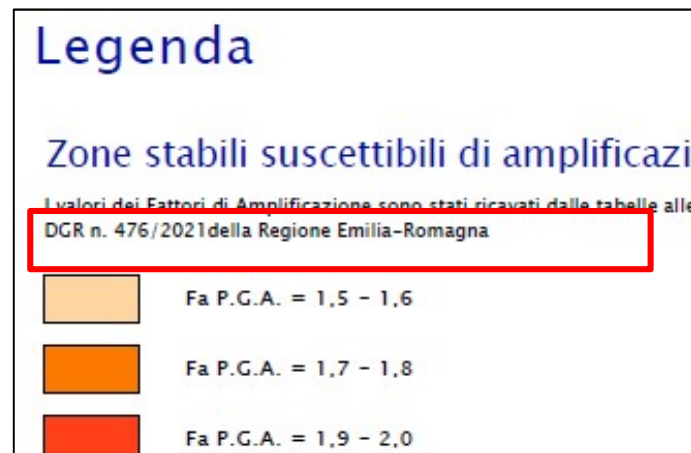 Legenda
Zone stabili suscettibili di amplificazi
I valori dei Fattori di Amplificazione sono stati ricavati dalle tabelle alle
DGR n. 476/2021della Regione Emilia-Romagna
Fa P.G.A. = 1,5 - 1,6
Fa P.G.A. = 1,7 - 1,8
Fa P.G.A. = 1,9 - 2,0